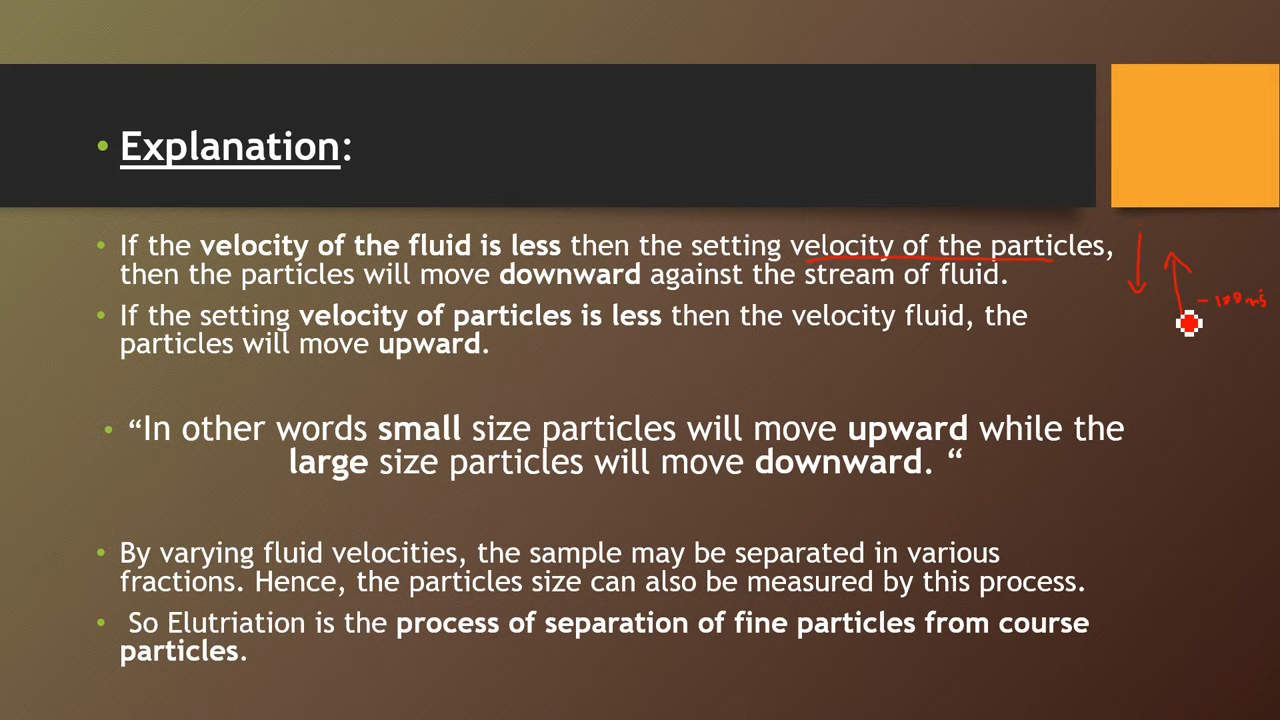 • Explanation:
• If the velocity of the fluid is less then the setting velocity of the particles,
then the particles will move downward against the stream of fluid.
• If the setting velocity of particles is less then the velocity fluid, the
particles will move upward.
• “In other words small size particles will move upward while the
large size particles will move downward. “
• By varying fluid velocities, the sample may be separated in various
fractions. Hence, the particles size can also be measured by this process.
• So Elutriation is the process of separation of fine particles from course
particles.